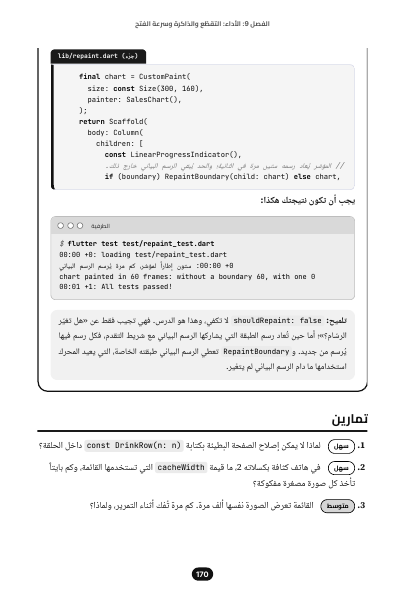 الفصل 9: الأداء: التقطّع والذاكرة وسرعة الفتح
lib/repaint.dart (جزء)
final chart = CustomPaint(
size: const Size(300, 160),
painter: SalesChart(),
);
return Scaffold(
body: Column(
children: [
const LinearProgressIndicator(),
// المؤشر يُعاد رسمه ستين مرة في الثانية؛ والحد يُبقي الرسم البياني خارج ذلك.
if (boundary) RepaintBoundary(child: chart) else chart,
يجب أن تكون نتيجتك هكذا:
الطرفية
$ flutter test test/repaint_test.dart
00:00 +0: loading test/repaint_test.dart
00:00 +0: ستون إطاراً لمؤشر، كم مرة يُرسم الرسم البياني
chart painted in 60 frames: without a boundary 60, with one 0
00:01 +1: All tests passed!
تلميح: shouldRepaint: false لا تكفي، وهذا هو الدرس. فهي تجيب فقط عن «هل تغيّر
الرسّام؟»؛ أما حين تُعاد رسم الطبقة التي يشاركها الرسم البياني مع شريط التقدم، فكل رسم فيها
يُرسم من جديد. و RepaintBoundary تعطي الرسم البياني طبقته الخاصة، التي يعيد المحرك
استخدامها ما دام الرسم البياني لم يتغير.
تمارين
1. سهل لماذا لا يمكن إصلاح الصفحة البطيئة بكتابة const DrinkRow(n: n) داخل الحلقة؟
2. سهل في هاتف كثافة بكسلاته 2، ما قيمة cacheWidth التي تستخدمها القائمة، وكم بايتاً
تأخذ كل صورة مصغرة مفكوكة؟
3. متوسط القائمة تعرض الصورة نفسها ألف مرة. كم مرة تُفك أثناء التمرير، ولماذا؟
170